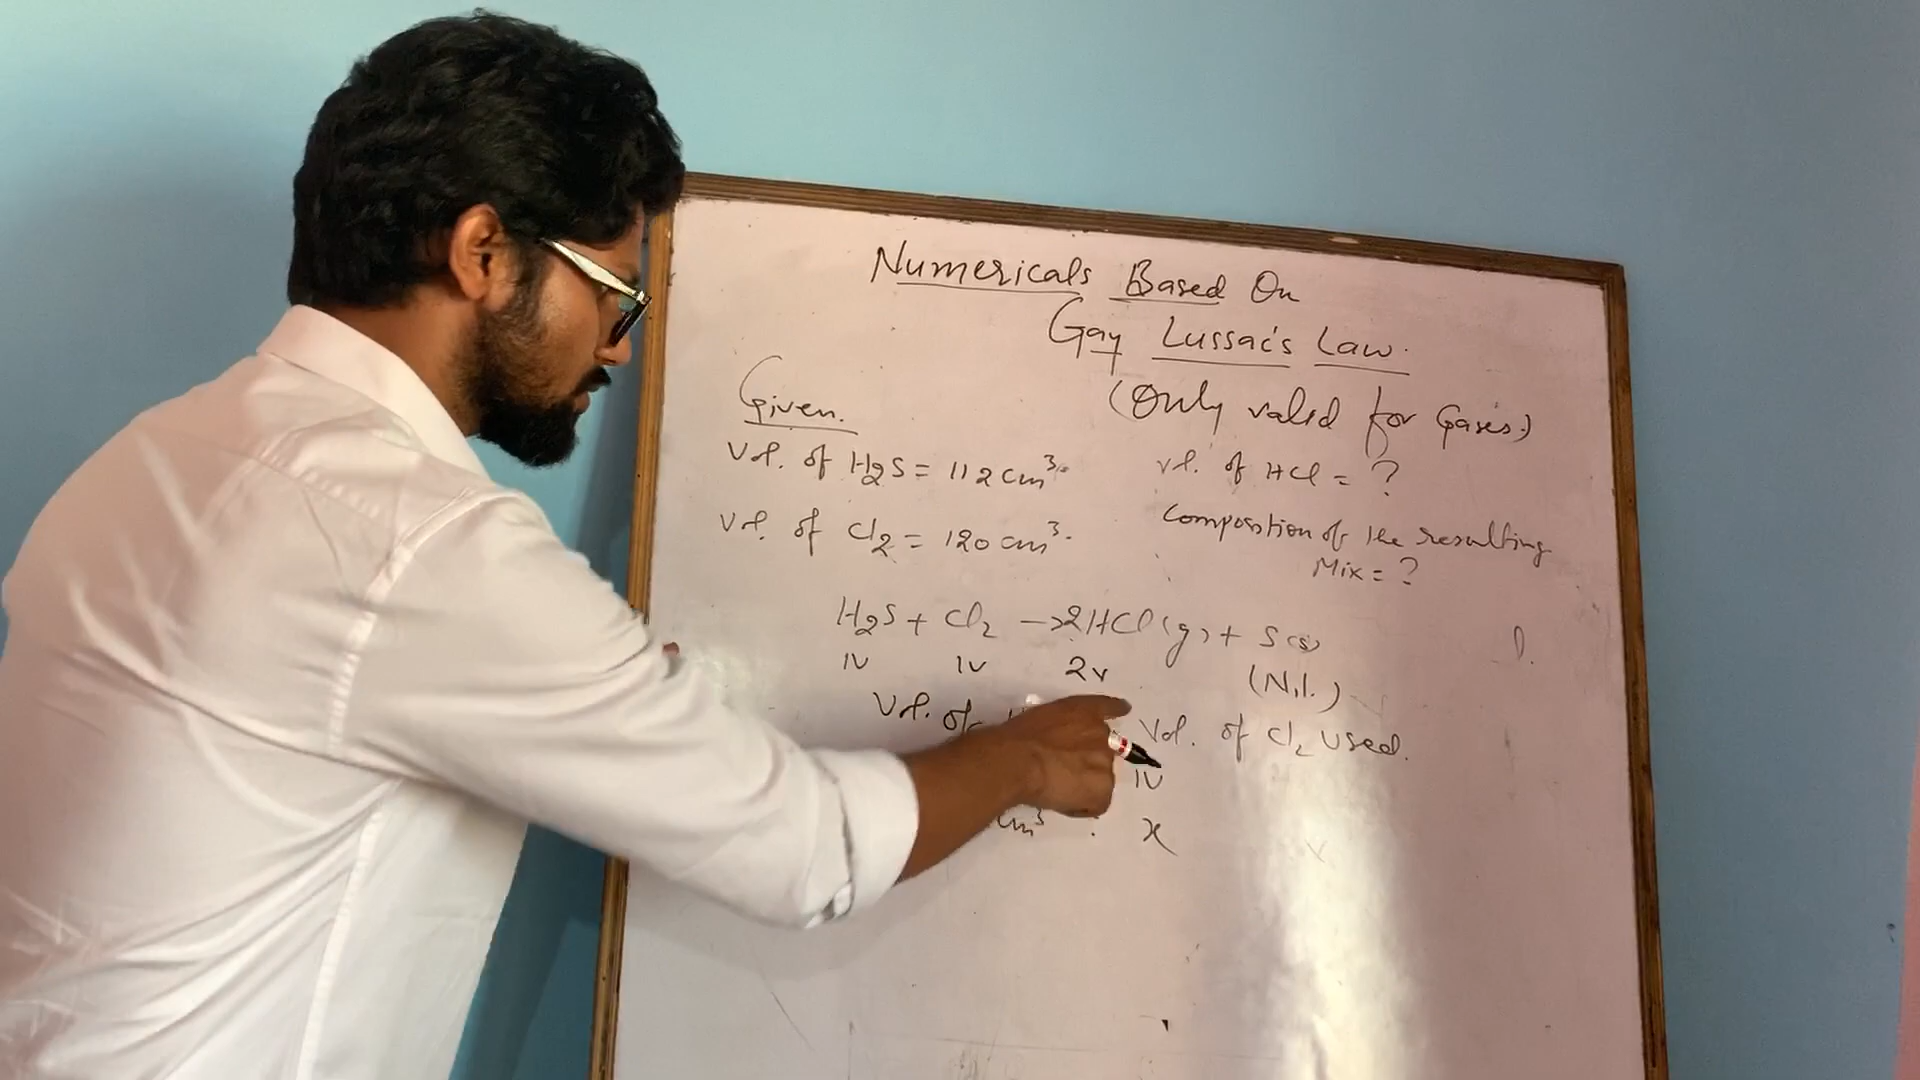 Numericals Based On
Gay Lussac's Law.
(Only valid for Gases.)
Given.
Vol. of H2S = 112 cm3.
Vol. of Cl2 = 120 cm3.
vol. of HCl = ?
Composition of the resulting
Mix = ?
H2S + Cl2 → 2HCl(g) + S(s)
1V 1V 2V (Nil.)
Vol. of
Vol. of Cl2 used.
1V
cm3 : x